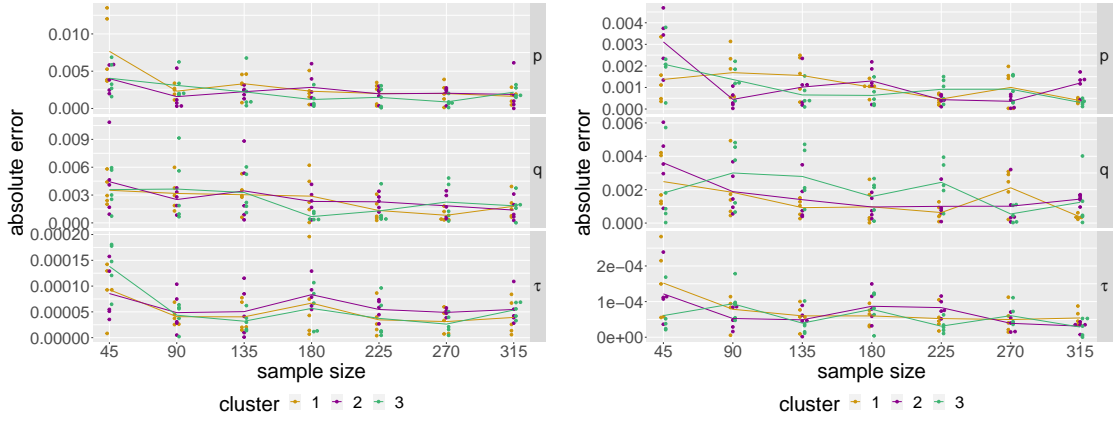 0.010
0.005
0.000
p
0.009
0.006
0.003
0.000
q
0.00020
0.00015
0.00010
0.00005
0.00000
τ
absolute error
45 90 135 180 225 270 315
sample size
cluster 1 2 3
0.004
0.003
0.002
0.001
0.000
p
0.006
0.004
0.002
0.000
q
2e−04
1e−04
0e+00
τ
absolute error
45 90 135 180 225 270 315
sample size
cluster 1 2 3